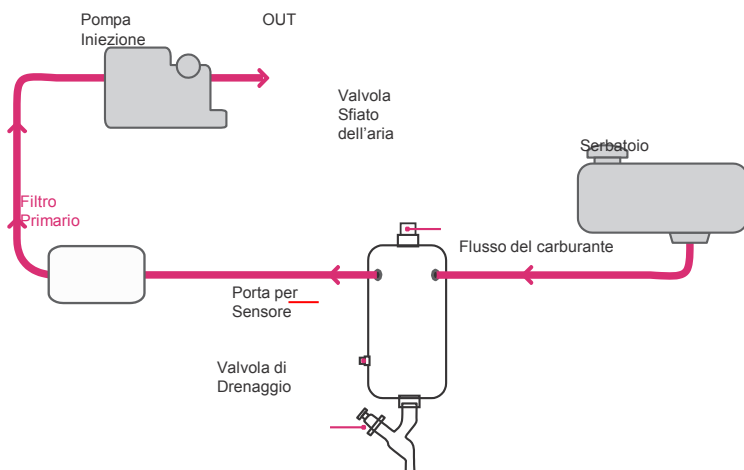 Pompa
Iniezione
OUT
Valvola
Sfiato
dell'aria
Serbatoio
Filtro
Primario
Flusso del carburante
Porta per
Sensore
Valvola di
Drenaggio